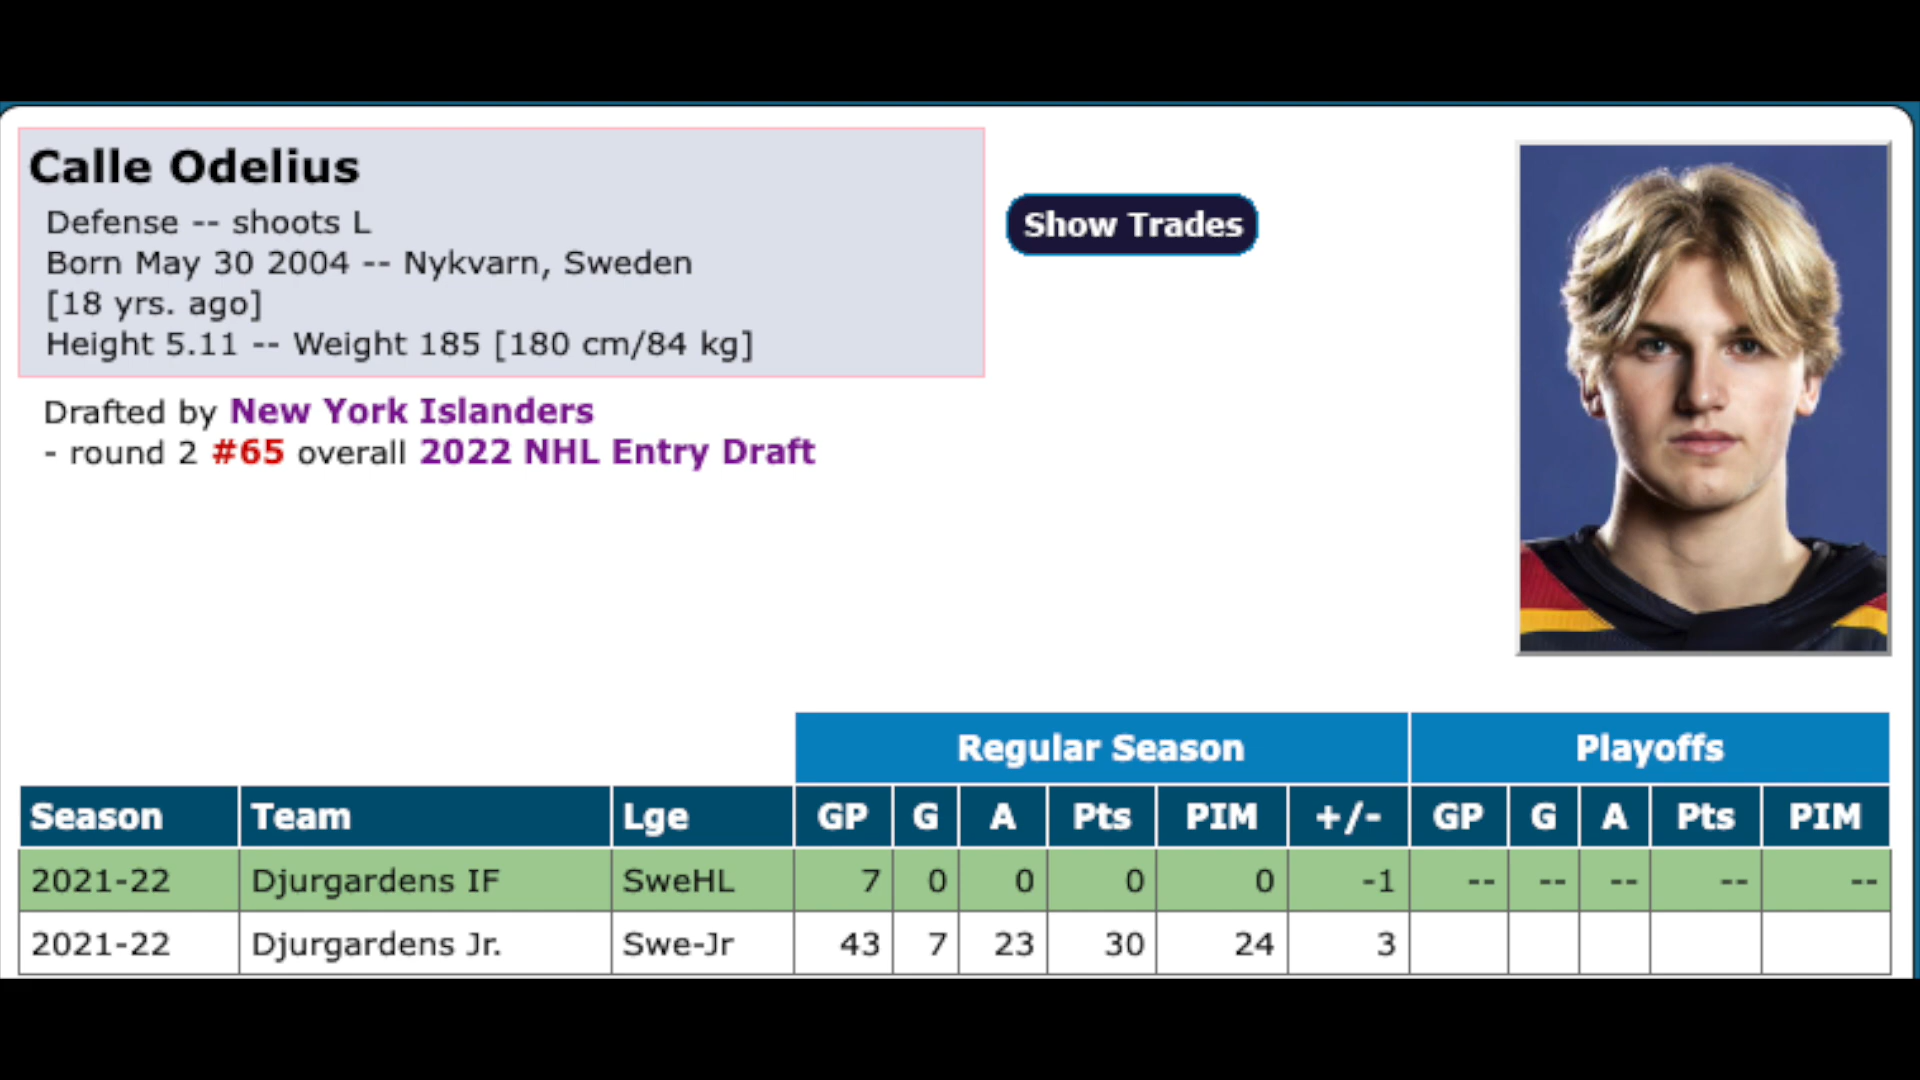 Calle Odelius
Defense -- shoots L
Show Trades
Born May 30 2004 -- Nykvarn, Sweden
[18 yrs. ago]
Height 5.11 -- Weight 185 [180 cm/84 kg]
Drafted by New York Islanders
- round 2 #65 overall 2022 NHL Entry Draft
Regular Season Playoffs
Season Team Lge GP G A Pts PIM +/- GP G A Pts PIM
2021-22 Djurgardens IF SweHL 7 0 0 0 0 -1 -- -- -- -- --
2021-22 Djurgardens Jr. Swe-Jr 43 7 23 30 24 3